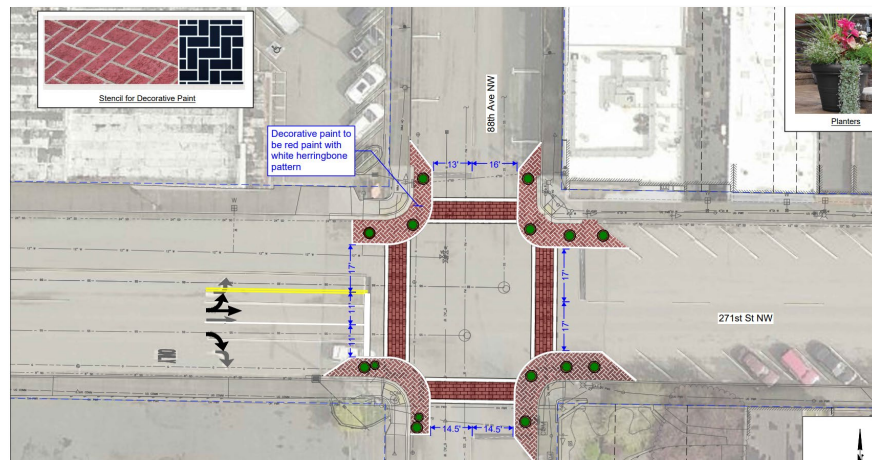 Stencil for Decorative Paint
Decorative paint to
be red paint with
white herringbone
pattern
88th Ave NW
Planters
13'
16'
17'
11'
11'
17'
17'
271st St NW
ONLY
14.5'
14.5'